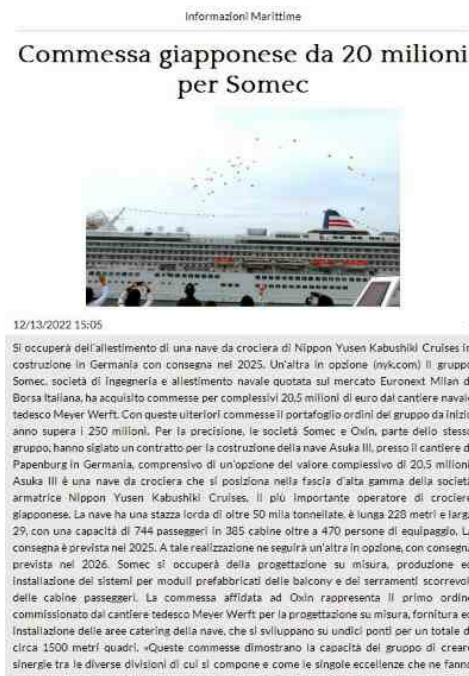 Informazioni Marittime
Commessa giapponese da 20 milioni
per Somec
12/13/2022 15:05
Si occuperà dell'allestimento di una nave da crociera di Nippon Yusen Kabushiki Cruises in
costruzione in Germania con consegna nel 2025. Un'altra in opzione (nyk.com) Il gruppo
Somec, società di ingegneria e allestimento navale quotata sul mercato Euronext Milan d
Borsa Italiana, ha acquisito commesse per complessivi 20,5 milioni di euro dal cantiere navale
tedesco Meyer Werft. Con queste ulteriori commesse il portafoglio ordini del gruppo da inizio
anno supera i 250 milioni. Per la precisione, le società Somec e Oxin, parte dello stesso
gruppo, hanno siglato un contratto per la costruzione della nave Asuka III, presso il cantiere d
Papenburg in Germania, comprensivo di un'opzione del valore complessivo di 20,5 milioni
Asuka III è una nave da crociera che si posiziona nella fascia d'alta gamma della società
armatrice Nippon Yusen Kabushiki Cruises, il più importante operatore di crociere
giapponese. La nave ha una stazza lorda di oltre 50 mila tonnellate, è lunga 228 metri e larga
29, con una capacità di 744 passeggeri in 385 cabine oltre a 470 persone di equipaggio. La
consegna è prevista nel 2025. A tale realizzazione ne seguirà un'altra in opzione, con consegna
prevista nel 2026. Somec si occuperà della progettazione su misura, produzione ed
installazione dei sistemi per moduli prefabbricati delle balcony e dei serramenti scorrevoli
delle cabine passeggeri. La commessa affidata ad Oxin rappresenta il primo ordine
commissionato dal cantiere tedesco Meyer Werft per la progettazione su misura, fornitura ed
installazione delle aree catering della nave, che si sviluppano su undici ponti per un totale d
circa 1500 metri quadri. «Queste commesse dimostrano la capacità del gruppo di creare
sinergie tra le diverse divisioni di cui si compone e come le singole eccellenze che ne fanno